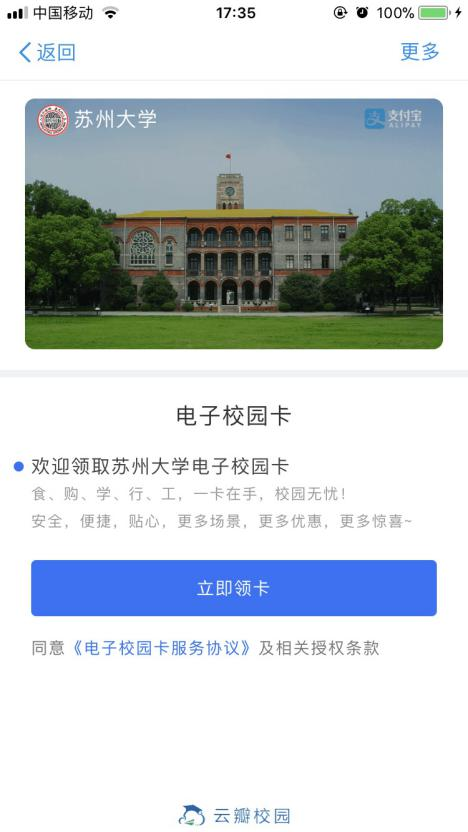 中国移动
17:35
100%
返回
更多
苏州大学
支付宝
ALIPAY
电子校园卡
欢迎领取苏州大学电子校园卡
食、购、学、行、工，一卡在手，校园无忧！
安全，便捷，贴心，更多场景，更多优惠，更多惊喜~
立即领卡
同意《电子校园卡服务协议》及相关授权条款
云瓣校园